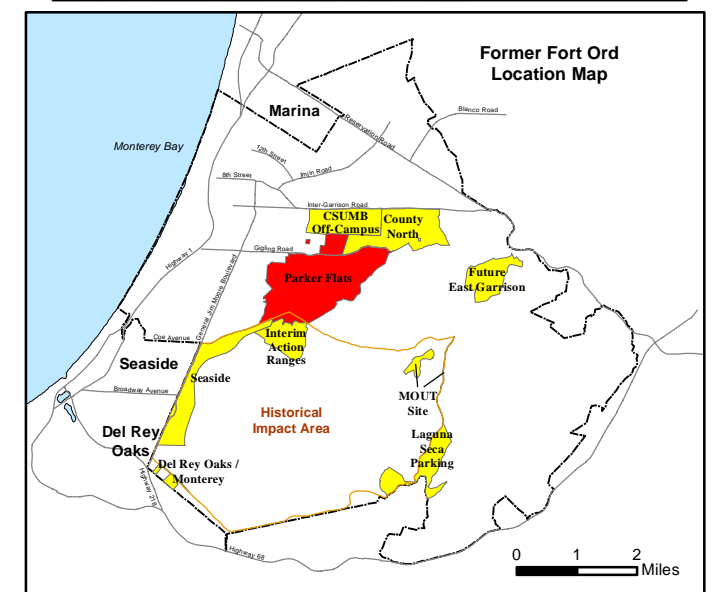 Former Fort Ord
Location Map
Marina
Blanco Road
Reservation Road
Monterey Bay
12th Street
Imjin Road
8th Street
Inter-Garrison Road
CSUMB
Off-Campus
County
North
Gigling Road
Highway 1
General Jim Moore Boulevard
Parker Flats
Future
East Garrison
Coe Avenue
Interim
Action
Ranges
Seaside
Seaside
Broadway Avenue
MOUT
Site
Historical
Impact Area
Del Rey
Oaks
Laguna
Seca
Parking
Del Rey Oaks /
Monterey
Highway 218
Highway 68
0 1 2
Miles